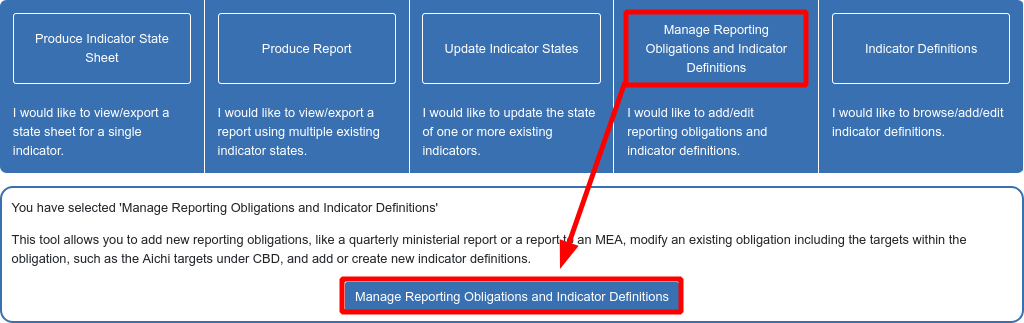 Produce Indicator State
Sheet
I would like to view/export a
state sheet for a single
indicator.
Produce Report
I would like to view/export a
report using multiple existing
indicator states.
Update Indicator States
I would like to update the state
of one or more existing
indicators.
Manage Reporting
Obligations and Indicator
Definitions
I would like to add/edit
reporting obligations and
indicator definitions.
Indicator Definitions
I would like to browse/add/edit
indicator definitions.
You have selected 'Manage Reporting Obligations and Indicator Definitions'
This tool allows you to add new reporting obligations, like a quarterly ministerial report or a report to an MEA, modify an existing obligation including the targets within the
obligation, such as the Aichi targets under CBD, and add or create new indicator definitions.
Manage Reporting Obligations and Indicator Definitions